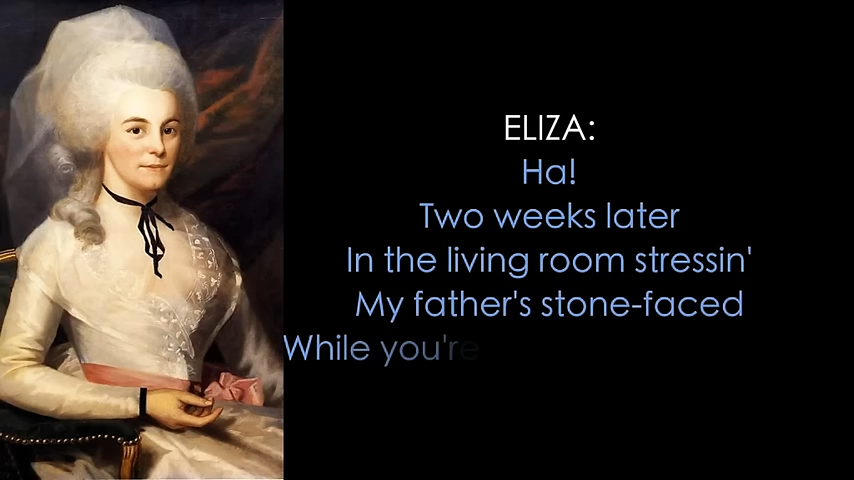 ELIZA:
Ha!
Two weeks later
In the living room stressin'
My father's stone-faced
While you're